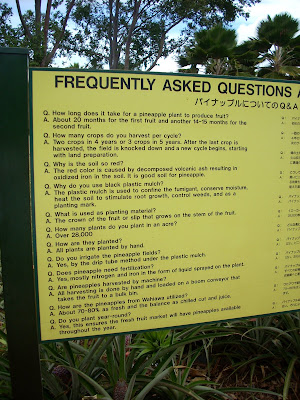 FREQUENTLY ASKED QUESTIONS A
パイナップルについてのQ&A
Q. How long does it take for a pineapple plant to produce fruit?
A. About 20 months for the first fruit and another 14-15 months for the
second fruit.
Q. How many crops do you harvest per cycle?
A. Two crops in 4 years or 3 crops in 5 years. After the last crop is
harvested, the field is knocked down and a new cycle begins, starting
with land preparation.
Q. Why is the soil so red?
A. The red color is caused by decomposed volcanic ash resulting in
oxidized iron in the soil. It is good soil for pineapple.
Q. Why do you use black plastic mulch?
A. The plastic mulch is used to confine the fumigant, conserve moisture,
heat the soil to stimulate root growth, control weeds, and as a
planting mark.
Q. What is used as planting material?
A. The crown of the fruit or slip that grows on the stem of the fruit.
Q. How many plants do you plant in an acre?
A. Over 26,000
Q. How are they planted?
A. All plants are planted by hand.
Q. Do you irrigate the pineapple fields?
A. Yes, by the drip tube method under the plastic mulch
Q. Does pineapple need fertilization?
A. Yes, mostly nitrogen and iron in the form of liquid sprayed on the plant.
Q. Are pineapples harvested by machine?
A. All harvesting is done by hand and loaded on a boom conveyor that
takes the fruit to a bulk bin.
Q. How are the pineapples from Wahiawa utilized?
A. About 70-80% as fresh and the balance as chilled cut and juice.
Q. Do you plant year-round?
A. Yes, this ensures the fresh fruit market will have pineapples available
throughout the year.